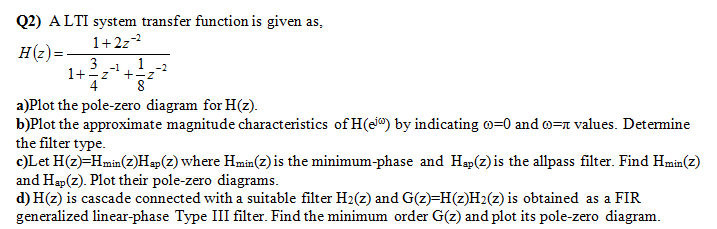 Q2) A LTI system transfer function is given as,
H(z) = (1+2z⁻²) / (1+(3/4)z⁻¹+(1/8)z⁻²)
a)Plot the pole-zero diagram for H(z).
b)Plot the approximate magnitude characteristics of H(e^jω) by indicating ω=0 and ω=π values. Determine
the filter type.
c)Let H(z)=Hmin(z)Hap(z) where Hmin(z) is the minimum-phase and Hap(z) is the allpass filter. Find Hmin(z)
and Hap(z). Plot their pole-zero diagrams.
d) H(z) is cascade connected with a suitable filter H2(z) and G(z)=H(z)H2(z) is obtained as a FIR
generalized linear-phase Type III filter. Find the minimum order G(z) and plot its pole-zero diagram.